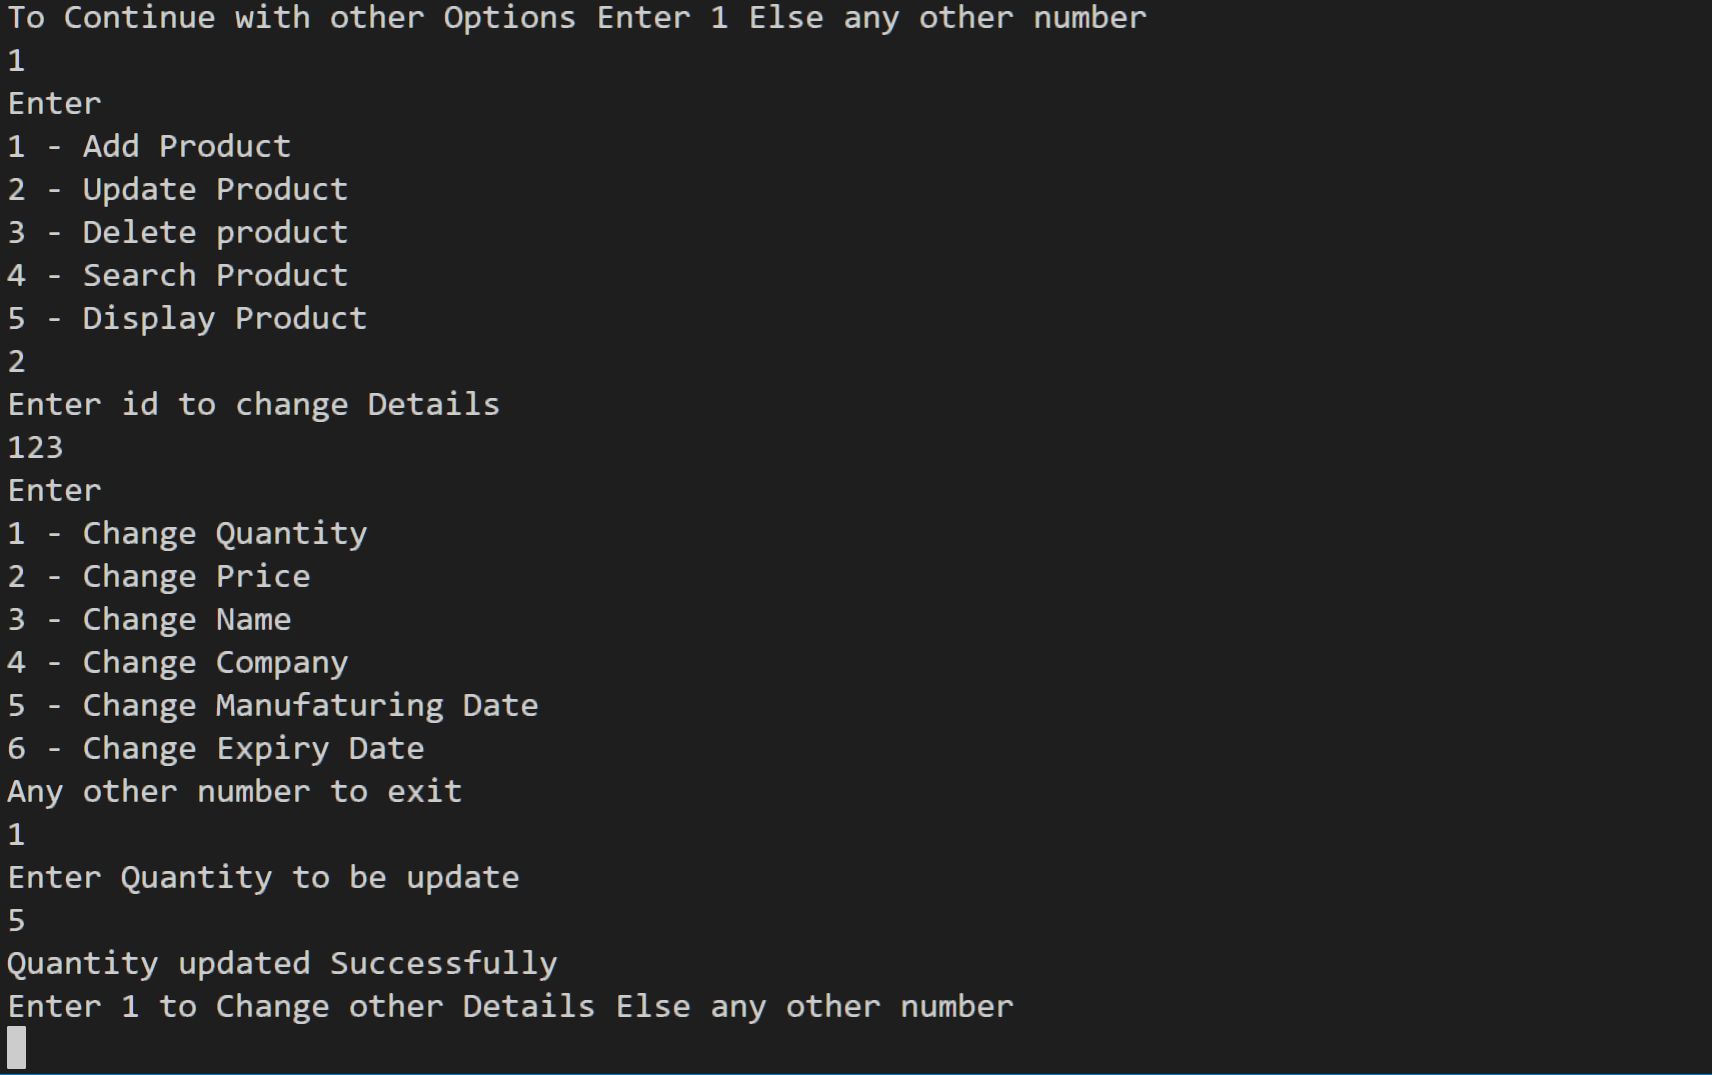 To Continue with other Options Enter 1 Else any other number
1
Enter
1 - Add Product
2 - Update Product
3 - Delete product
4 - Search Product
5 - Display Product
2
Enter id to change Details
123
Enter
1 - Change Quantity
2 - Change Price
3 - Change Name
4 - Change Company
5 - Change Manufaturing Date
6 - Change Expiry Date
Any other number to exit
1
Enter Quantity to be update
5
Quantity updated Successfully
Enter 1 to Change other Details Else any other number